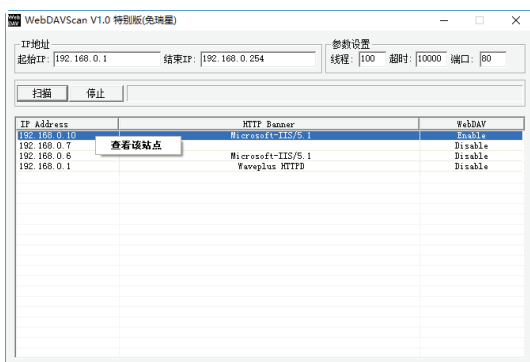 Web DAV WebDAVScan V1.0 特别版(免瑞星)
IP地址
参数设置
起始IP: 192.168.0.1 结束IP: 192.168.0.254 线程: 100 超时: 10000 端口: 80
扫描 停止
IP Address HTTP Banner WebDAV
192.168.0.10 Microsoft-IIS/5.1 Enable
192.168.0.7 Disable
查看该站点
192.168.0.6 Microsoft-IIS/5.1 Disable
192.168.0.1 Waveplus HTTPD Disable